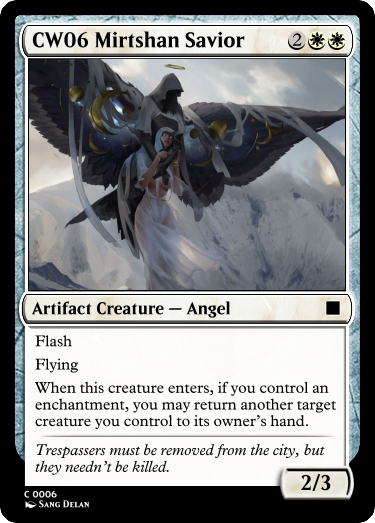 CW06 Mirtshan Savior 2
Artifact Creature — Angel
Flash
Flying
When this creature enters, if you control an
enchantment, you may return another target
creature you control to its owner's hand.
Trespassers must be removed from the city, but
they needn't be killed.
2/3
C 0006
Sang Delan